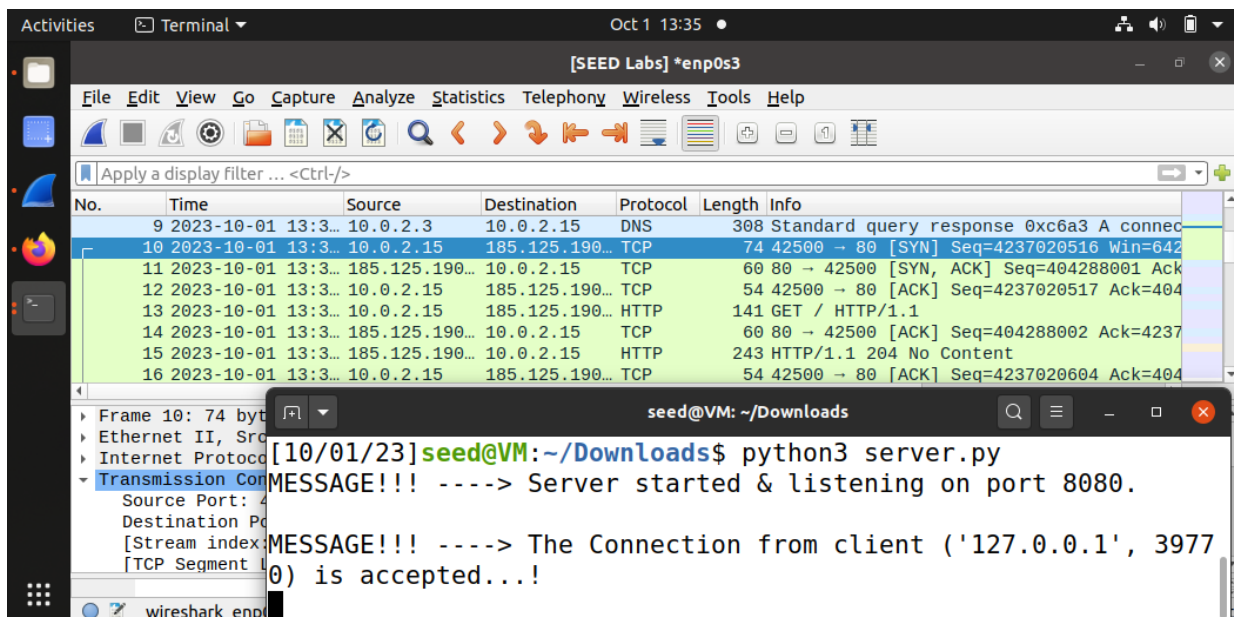 Activities Terminal Oct 1 13:35
[SEED Labs] *enp0s3
File Edit View Go Capture Analyze Statistics Telephony Wireless Tools Help
Apply a display filter … <Ctrl-/>
No. Time Source Destination Protocol Length Info
9 2023-10-01 13:3… 10.0.2.3 10.0.2.15 DNS 308 Standard query response 0xc6a3 A connec
10 2023-10-01 13:3… 10.0.2.15 185.125.190… TCP 74 42500 → 80 [SYN] Seq=4237020516 Win=642
11 2023-10-01 13:3… 185.125.190… 10.0.2.15 TCP 60 80 → 42500 [SYN, ACK] Seq=404288001 Ack
12 2023-10-01 13:3… 10.0.2.15 185.125.190… TCP 54 42500 → 80 [ACK] Seq=4237020517 Ack=404
13 2023-10-01 13:3… 10.0.2.15 185.125.190… HTTP 141 GET / HTTP/1.1
14 2023-10-01 13:3… 185.125.190… 10.0.2.15 TCP 60 80 → 42500 [ACK] Seq=404288002 Ack=4237
15 2023-10-01 13:3… 185.125.190… 10.0.2.15 HTTP 243 HTTP/1.1 204 No Content
16 2023-10-01 13:3… 10.0.2.15 185.125.190… TCP 54 42500 → 80 [ACK] Seq=4237020604 Ack=404
Frame 10: 74 byt
Ethernet II, Src
Internet Protoco
Transmission Con
Source Port: 4
Destination Po
[Stream index:
[TCP Segment L
wireshark_enp0
seed@VM: ~/Downloads
[10/01/23]seed@VM:~/Downloads$ python3 server.py
MESSAGE!!! ----> Server started & listening on port 8080.
MESSAGE!!! ----> The Connection from client ('127.0.0.1', 3977
0) is accepted...!